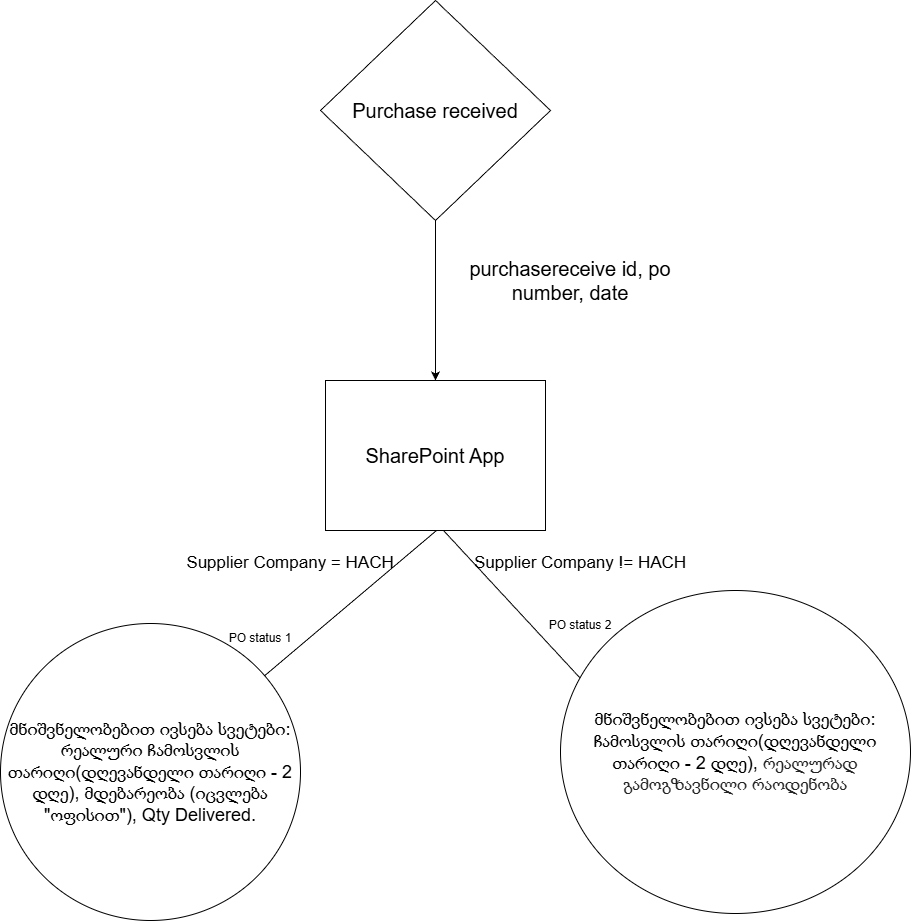 Purchase received
purchasereceive id, po
number, date
SharePoint App
Supplier Company = HACH
Supplier Company != HACH
PO status 1
PO status 2
მნიშვნელობებით ივსება სვეტები:
რეალური ჩამოსვლის
თარიღი(დღევანდელი თარიღი - 2
დღე), მდებარეობა (იცვლება
"ოფისით"), Qty Delivered.
მნიშვნელობებით ივსება სვეტები:
ჩამოსვლის თარიღი(დღევანდელი
თარიღი - 2 დღე), რეალურად
გამოგზავნილი რაოდენობა